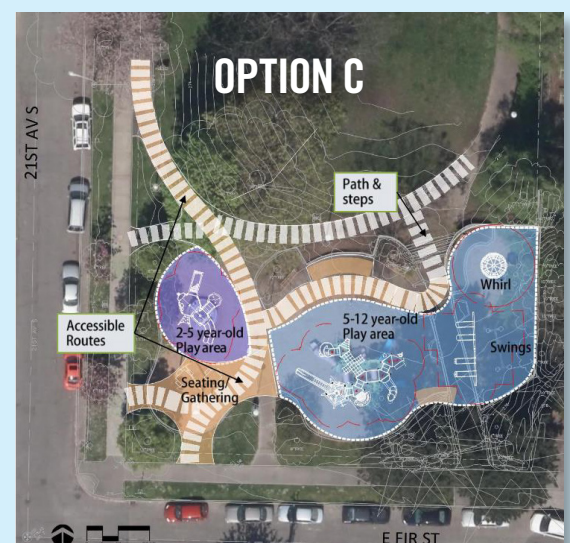 OPTION C
21ST AV S
Path &
steps
Whirl
Accessible
Routes
2-5 year-old
Play area
5-12 year-old
Play area
Swings
Seating/
Gathering
E FIR ST